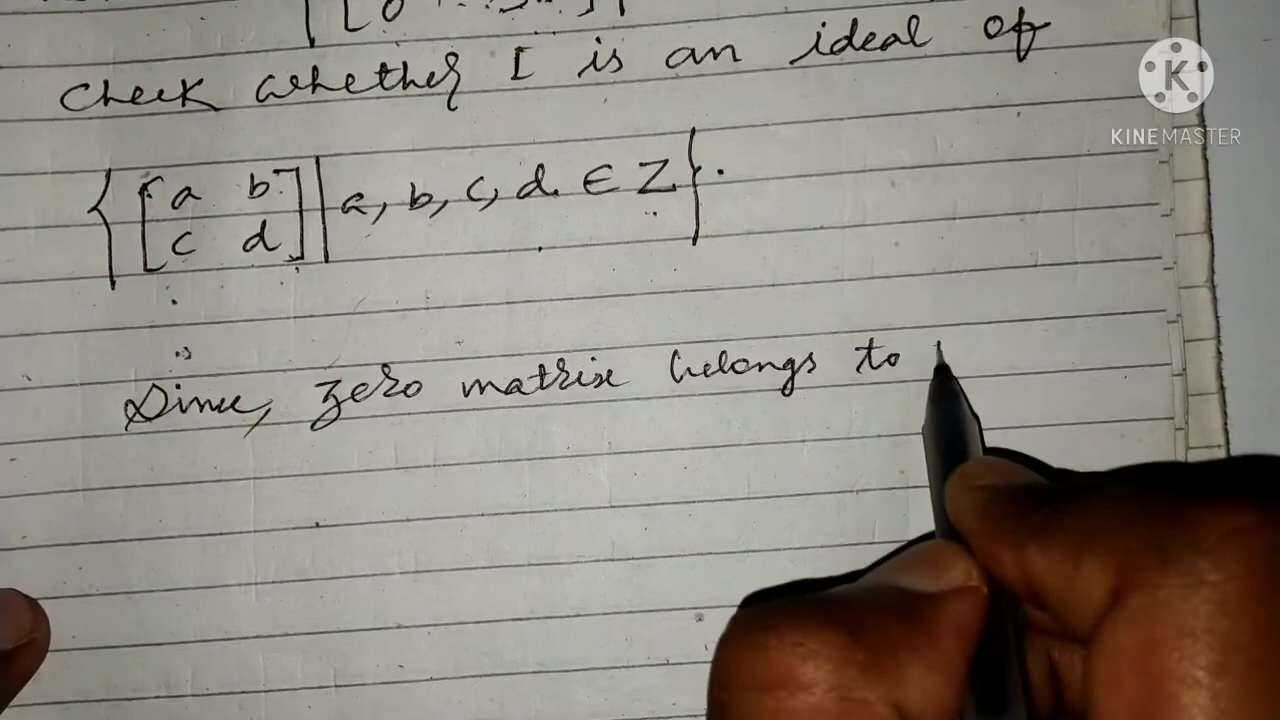 check whether I is an ideal of
{[a b c d] | a, b, c, d ∈ Z}.
Since, zero matrix belongs to
K
KINEMASTER